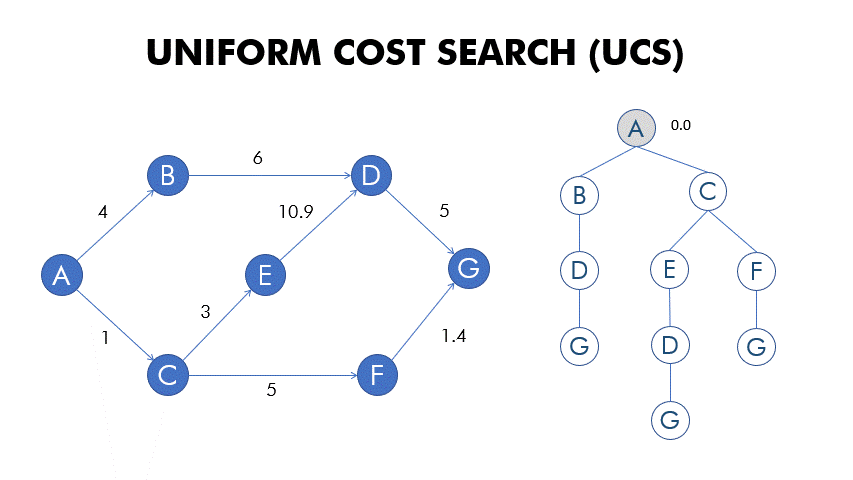 UNIFORM COST SEARCH (UCS)
A 0.0
B C
6
B D
10.9
4 5
D E F
A E G
3
1 1.4
G D G
C F
5
G